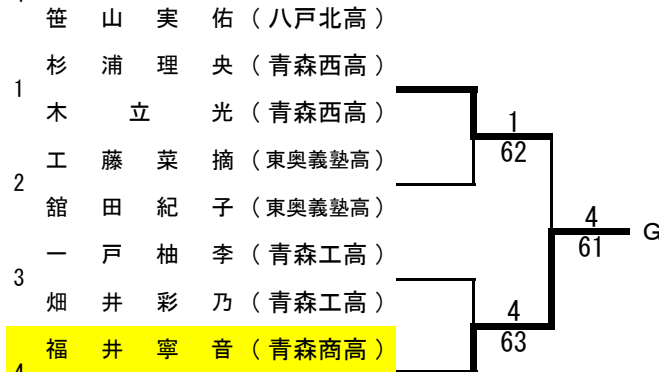 笹山実佑（八戸北高）
杉浦理央（青森西高）
1
木立光（青森西高）
1
62
工藤菜摘（東奥義塾高）
2
舘田紀子（東奥義塾高）
4
61
G
一戸柚李（青森工高）
3
畑井彩乃（青森工高）
4
63
福井寧音（青森商高）
4